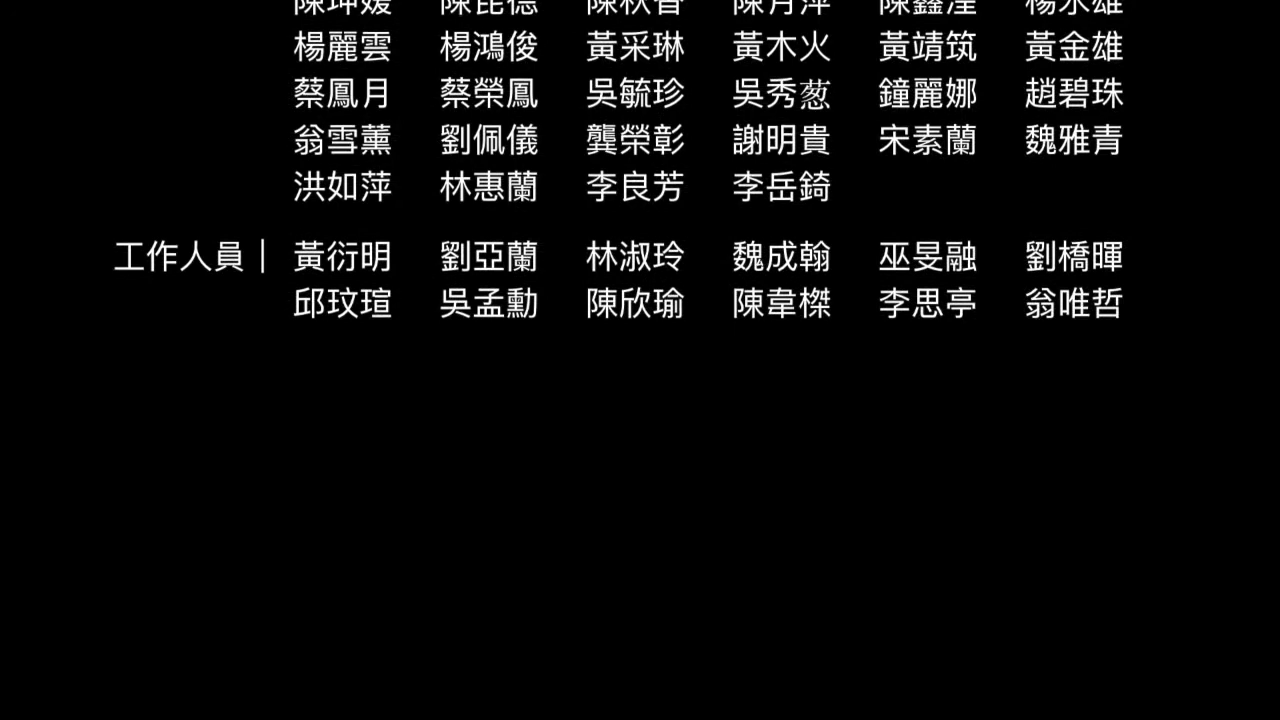 楊麗雲 楊鴻俊 黃采琳 黃木火 黃靖筑 黃金雄
蔡鳳月 蔡榮鳳 吳毓珍 吳秀葱 鐘麗娜 趙碧珠
翁雪薰 劉佩儀 龔榮彰 謝明貴 宋素蘭 魏雅青
洪如萍 林惠蘭 李良芳 李岳錡
工作人員｜ 黃衍明 劉亞蘭 林淑玲 魏成翰 巫旻融 劉橋暉
邱玟瑄 吳孟勳 陳欣瑜 陳韋榤 李思亭 翁唯哲